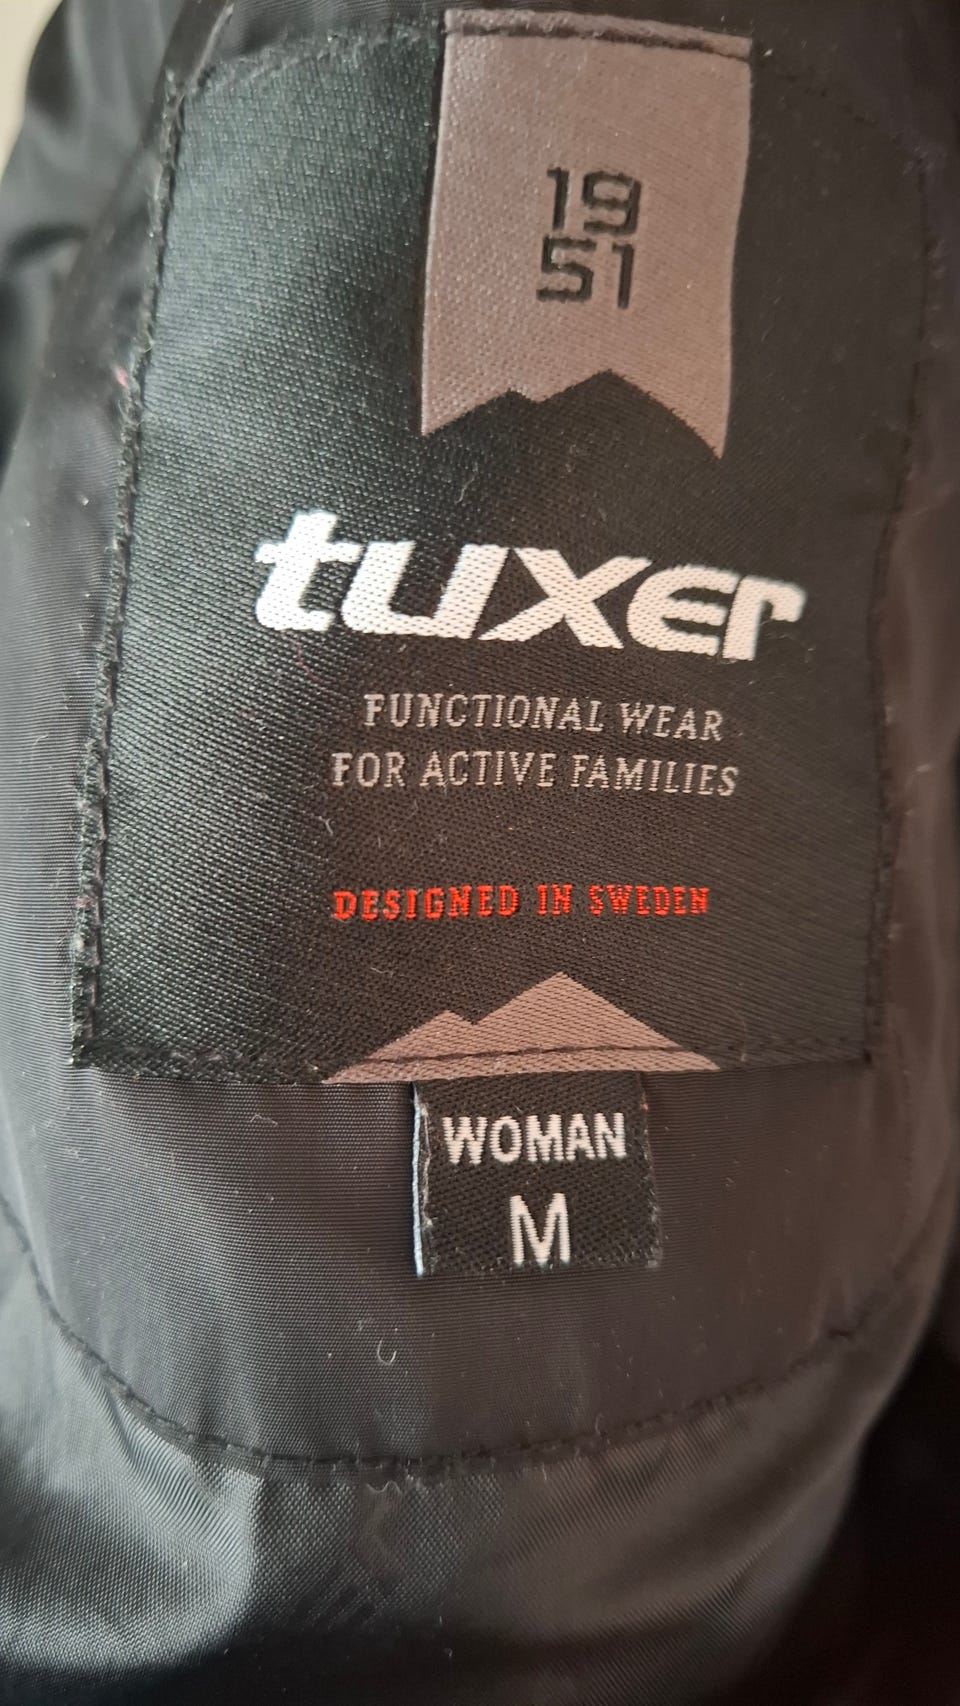 19
51
tuxer
FUNCTIONAL WEAR
FOR ACTIVE FAMILIES
DESIGNED IN SWEDEN
WOMAN
M